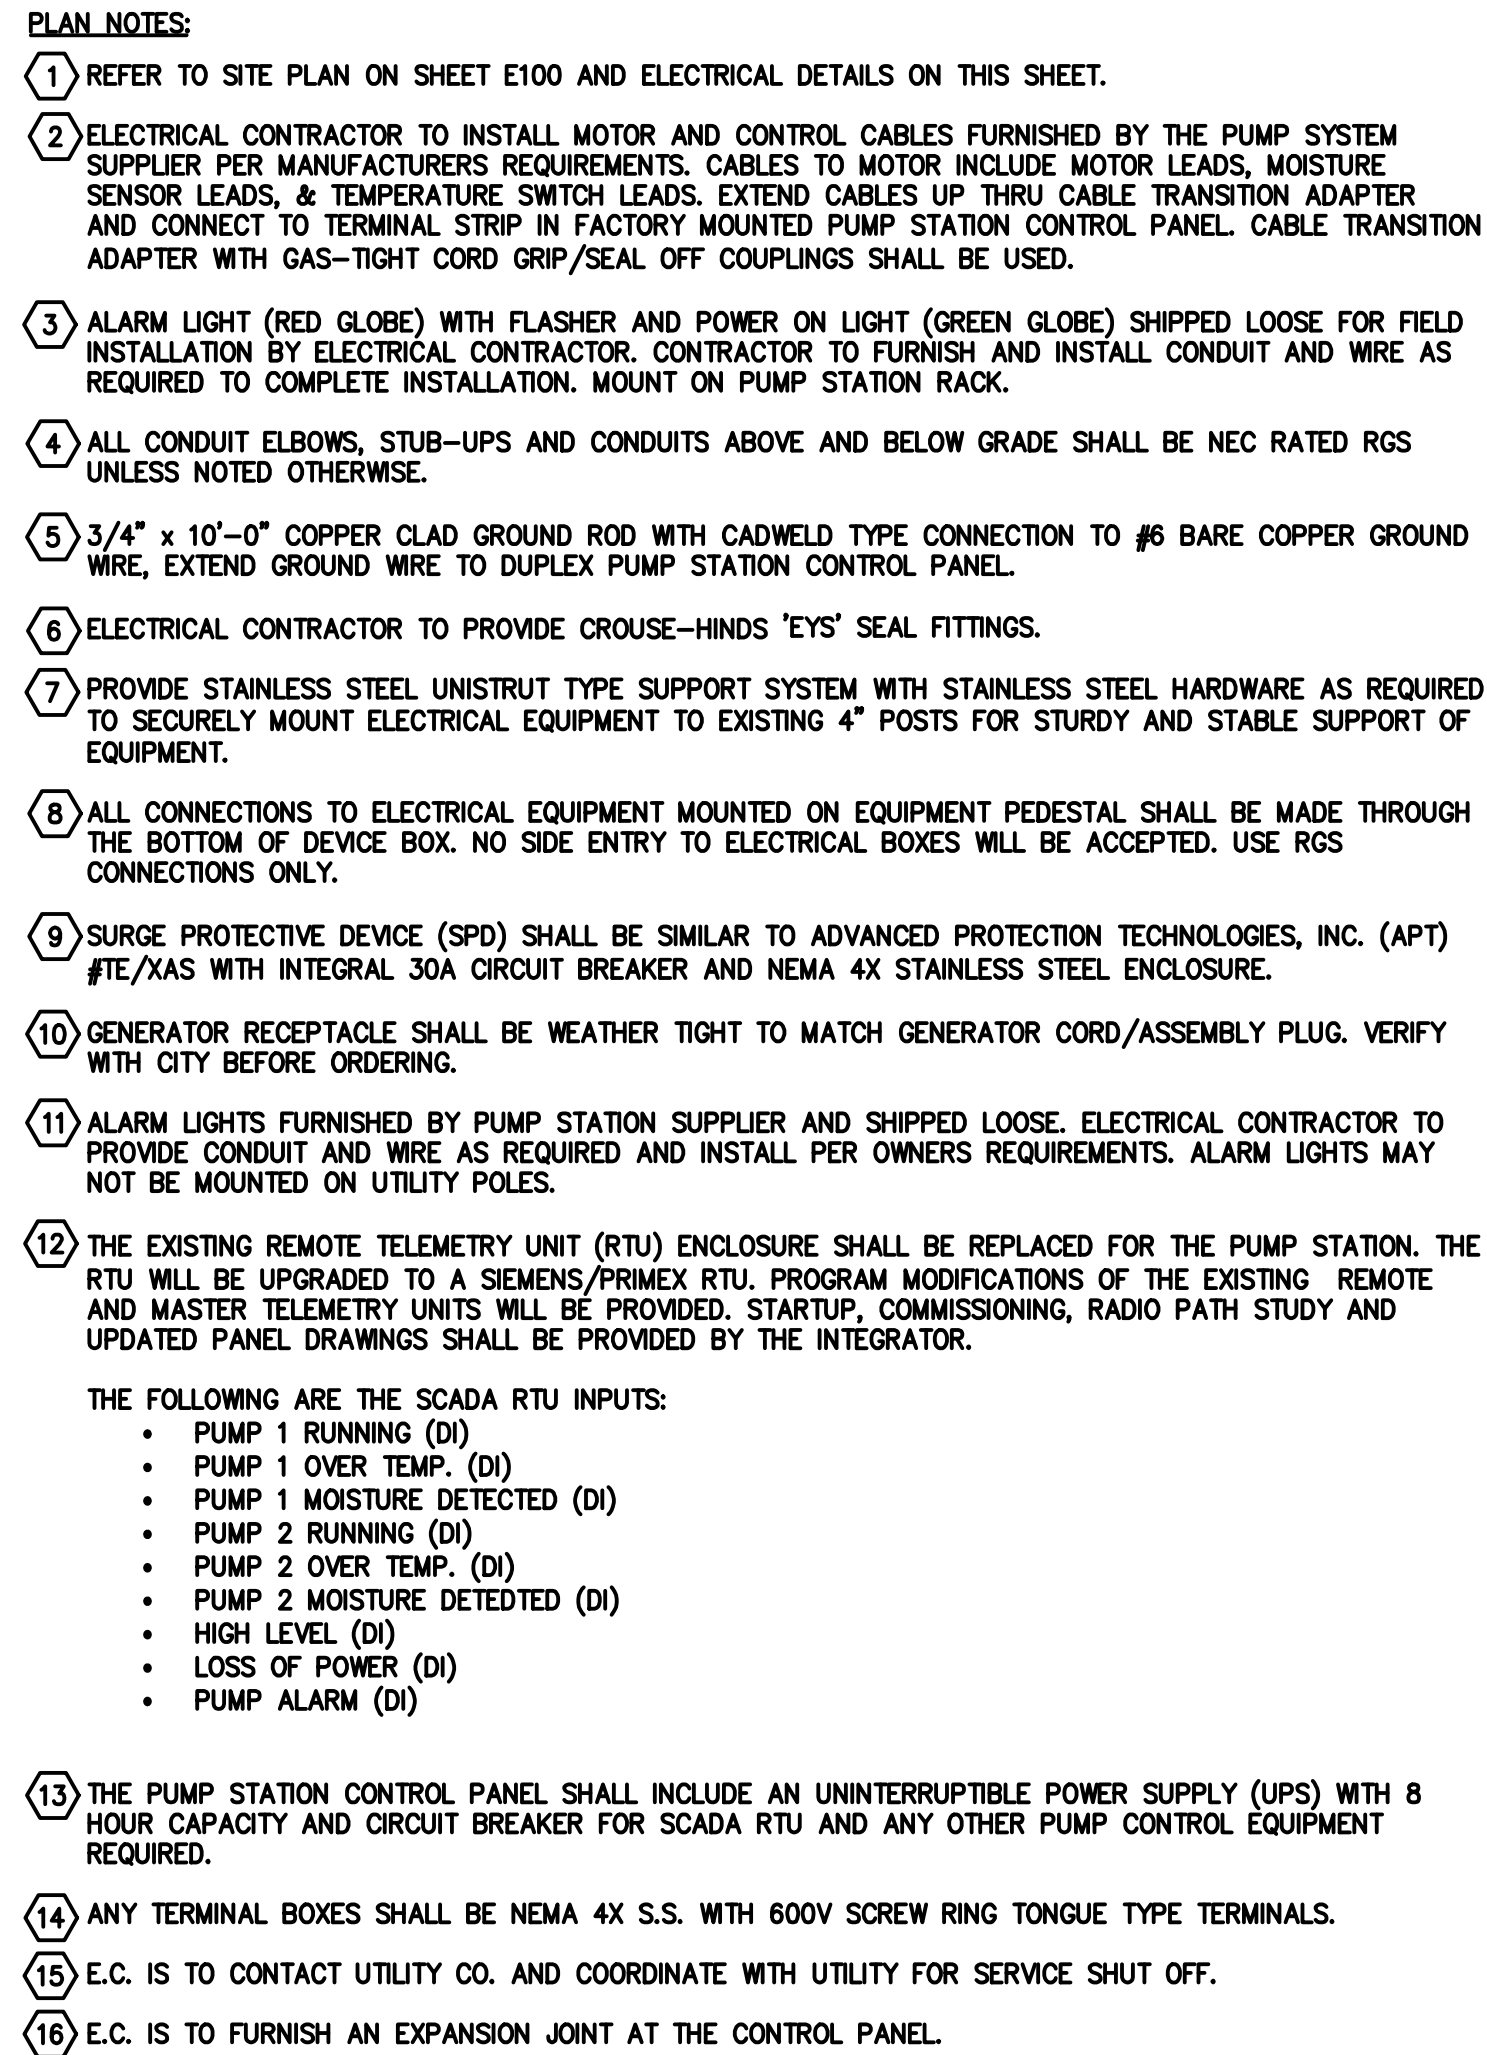 PLAN NOTES:
1 REFER TO SITE PLAN ON SHEET E100 AND ELECTRICAL DETAILS ON THIS SHEET.
2 ELECTRICAL CONTRACTOR TO INSTALL MOTOR AND CONTROL CABLES FURNISHED BY THE PUMP SYSTEM
SUPPLIER PER MANUFACTURERS REQUIREMENTS. CABLES TO MOTOR INCLUDE MOTOR LEADS, MOISTURE
SENSOR LEADS, & TEMPERATURE SWITCH LEADS. EXTEND CABLES UP THRU CABLE TRANSITION ADAPTER
AND CONNECT TO TERMINAL STRIP IN FACTORY MOUNTED PUMP STATION CONTROL PANEL. CABLE TRANSITION
ADAPTER WITH GAS-TIGHT CORD GRIP/SEAL OFF COUPLINGS SHALL BE USED.
3 ALARM LIGHT (RED GLOBE) WITH FLASHER AND POWER ON LIGHT (GREEN GLOBE) SHIPPED LOOSE FOR FIELD
INSTALLATION BY ELECTRICAL CONTRACTOR. CONTRACTOR TO FURNISH AND INSTALL CONDUIT AND WIRE AS
REQUIRED TO COMPLETE INSTALLATION. MOUNT ON PUMP STATION RACK.
4 ALL CONDUIT ELBOWS, STUB-UPS AND CONDUITS ABOVE AND BELOW GRADE SHALL BE NEC RATED RGS
UNLESS NOTED OTHERWISE.
5 3/4" x 10'-0" COPPER CLAD GROUND ROD WITH CADWELD TYPE CONNECTION TO #6 BARE COPPER GROUND
WIRE, EXTEND GROUND WIRE TO DUPLEX PUMP STATION CONTROL PANEL.
6 ELECTRICAL CONTRACTOR TO PROVIDE CROUSE-HINDS 'EYS' SEAL FITTINGS.
7 PROVIDE STAINLESS STEEL UNISTRUT TYPE SUPPORT SYSTEM WITH STAINLESS STEEL HARDWARE AS REQUIRED
TO SECURELY MOUNT ELECTRICAL EQUIPMENT TO EXISTING 4" POSTS FOR STURDY AND STABLE SUPPORT OF
EQUIPMENT.
8 ALL CONNECTIONS TO ELECTRICAL EQUIPMENT MOUNTED ON EQUIPMENT PEDESTAL SHALL BE MADE THROUGH
THE BOTTOM OF DEVICE BOX. NO SIDE ENTRY TO ELECTRICAL BOXES WILL BE ACCEPTED. USE RGS
CONNECTIONS ONLY.
9 SURGE PROTECTIVE DEVICE (SPD) SHALL BE SIMILAR TO ADVANCED PROTECTION TECHNOLOGIES, INC. (APT)
#TE/XAS WITH INTEGRAL 30A CIRCUIT BREAKER AND NEMA 4X STAINLESS STEEL ENCLOSURE.
10 GENERATOR RECEPTACLE SHALL BE WEATHER TIGHT TO MATCH GENERATOR CORD/ASSEMBLY PLUG. VERIFY
WITH CITY BEFORE ORDERING.
11 ALARM LIGHTS FURNISHED BY PUMP STATION SUPPLIER AND SHIPPED LOOSE. ELECTRICAL CONTRACTOR TO
PROVIDE CONDUIT AND WIRE AS REQUIRED AND INSTALL PER OWNERS REQUIREMENTS. ALARM LIGHTS MAY
NOT BE MOUNTED ON UTILITY POLES.
12 THE EXISTING REMOTE TELEMETRY UNIT (RTU) ENCLOSURE SHALL BE REPLACED FOR THE PUMP STATION. THE
RTU WILL BE UPGRADED TO A SIEMENS/PRIMEX RTU. PROGRAM MODIFICATIONS OF THE EXISTING REMOTE
AND MASTER TELEMETRY UNITS WILL BE PROVIDED. STARTUP, COMMISSIONING, RADIO PATH STUDY AND
UPDATED PANEL DRAWINGS SHALL BE PROVIDED BY THE INTEGRATOR.
THE FOLLOWING ARE THE SCADA RTU INPUTS:
• PUMP 1 RUNNING (DI)
• PUMP 1 OVER TEMP. (DI)
• PUMP 1 MOISTURE DETECTED (DI)
• PUMP 2 RUNNING (DI)
• PUMP 2 OVER TEMP. (DI)
• PUMP 2 MOISTURE DETEDTED (DI)
• HIGH LEVEL (DI)
• LOSS OF POWER (DI)
• PUMP ALARM (DI)
13 THE PUMP STATION CONTROL PANEL SHALL INCLUDE AN UNINTERRUPTIBLE POWER SUPPLY (UPS) WITH 8
HOUR CAPACITY AND CIRCUIT BREAKER FOR SCADA RTU AND ANY OTHER PUMP CONTROL EQUIPMENT
REQUIRED.
14 ANY TERMINAL BOXES SHALL BE NEMA 4X S.S. WITH 600V SCREW RING TONGUE TYPE TERMINALS.
15 E.C. IS TO CONTACT UTILITY CO. AND COORDINATE WITH UTILITY FOR SERVICE SHUT OFF.
16 E.C. IS TO FURNISH AN EXPANSION JOINT AT THE CONTROL PANEL.